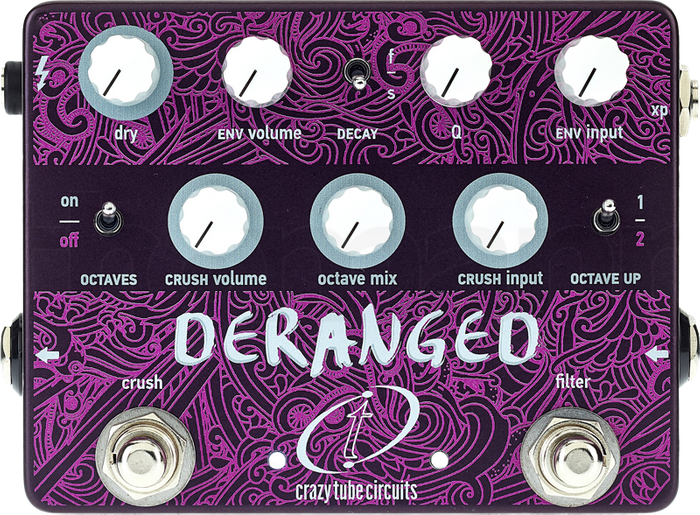 f
s
xp
dry
ENV volume
DECAY
Q
ENV input
on
off
1
2
OCTAVES
CRUSH volume
octave mix
CRUSH input
OCTAVE UP
DERANGED
crush
filter
crazy tube circuits